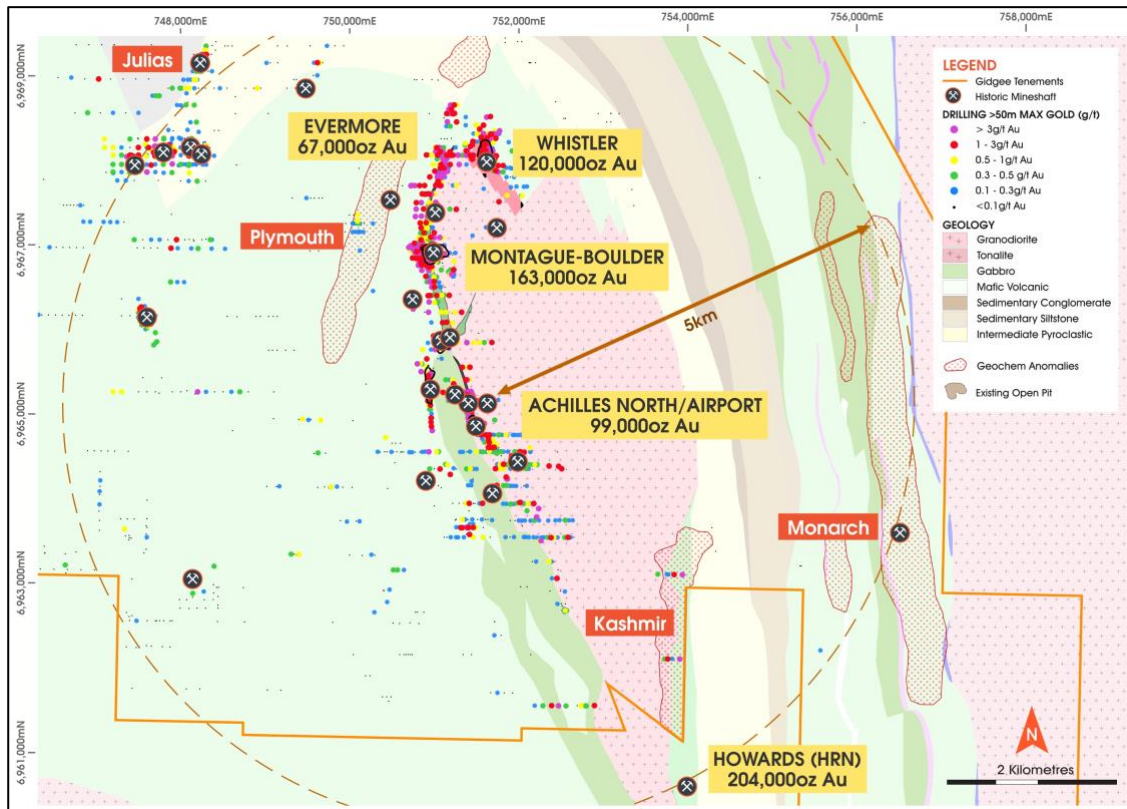 748,000mE
750,000mE
752,000mE
754,000mE
756,000mE
758,000mE
6,969,000mN
6,967,000mN
6,965,000mN
6,963,000mN
6,961,000mN
Julias
EVERMORE
67,000oz Au
WHISTLER
120,000oz Au
Plymouth
MONTAGUE-BOULDER
163,000oz Au
5km
ACHILLES NORTH/AIRPORT
99,000oz Au
Monarch
Kashmir
HOWARDS (HRN)
204,000oz Au
LEGEND
Gidgee Tenements
Historic Mineshaft
DRILLING >50m MAX GOLD (g/t)
> 3g/t Au
1 - 3g/t Au
0.5 - 1g/t Au
0.3 - 0.5 g/t Au
0.1 - 0.3g/t Au
<0.1g/t Au
GEOLOGY
Granodiorite
Tonalite
Gabbro
Mafic Volcanic
Sedimentary Conglomerate
Sedimentary Siltstone
Intermediate Pyroclastic
Geochem Anomalies
Existing Open Pit
N
2 Kilometres